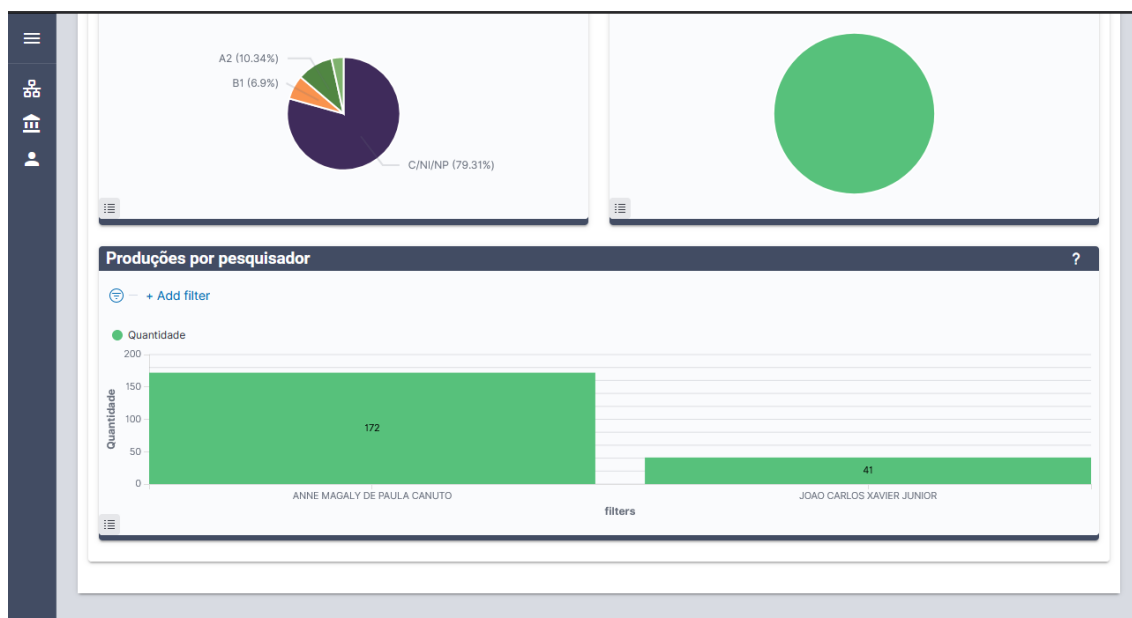 A2 (10.34%)
B1 (6.9%)
C/NI/NP (79.31%)
Produções por pesquisador
?
+ Add filter
Quantidade
200
150
100
50
0
Quantidade
172
41
ANNE MAGALY DE PAULA CANUTO
JOAO CARLOS XAVIER JUNIOR
filters